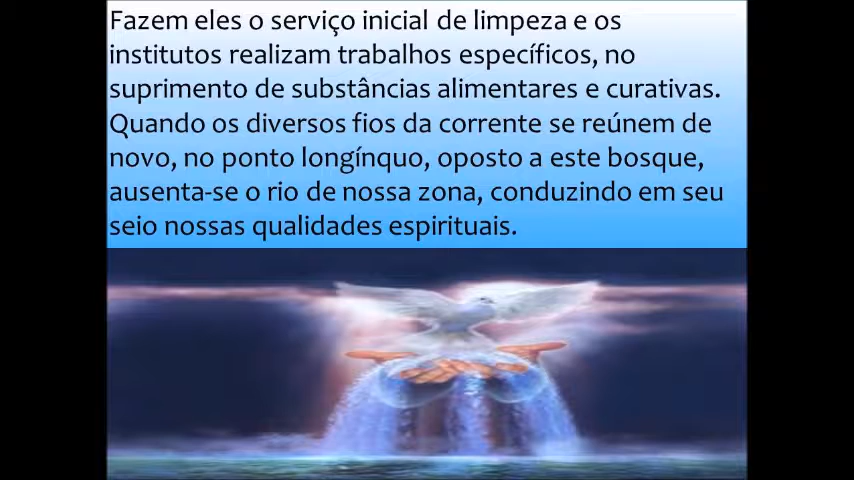 Fazem eles o serviço inicial de limpeza e os
institutos realizam trabalhos específicos, no
suprimento de substâncias alimentares e curativas.
Quando os diversos fios da corrente se reúnem de
novo, no ponto longínquo, oposto a este bosque,
ausenta-se o rio de nossa zona, conduzindo em seu
seio nossas qualidades espirituais.